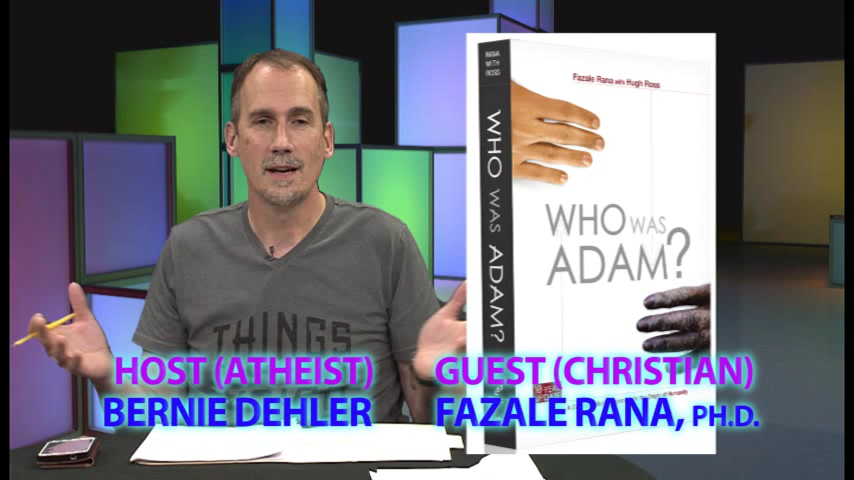 RANA
WITH
ROSS
WHO WAS ADAM?
Fazale Rana with Hugh Ross
WHO WAS
ADAM?
THINGS
HOST (ATHEIST)
BERNIE DEHLER
GUEST (CHRISTIAN)
FAZALE RANA, PH.D.